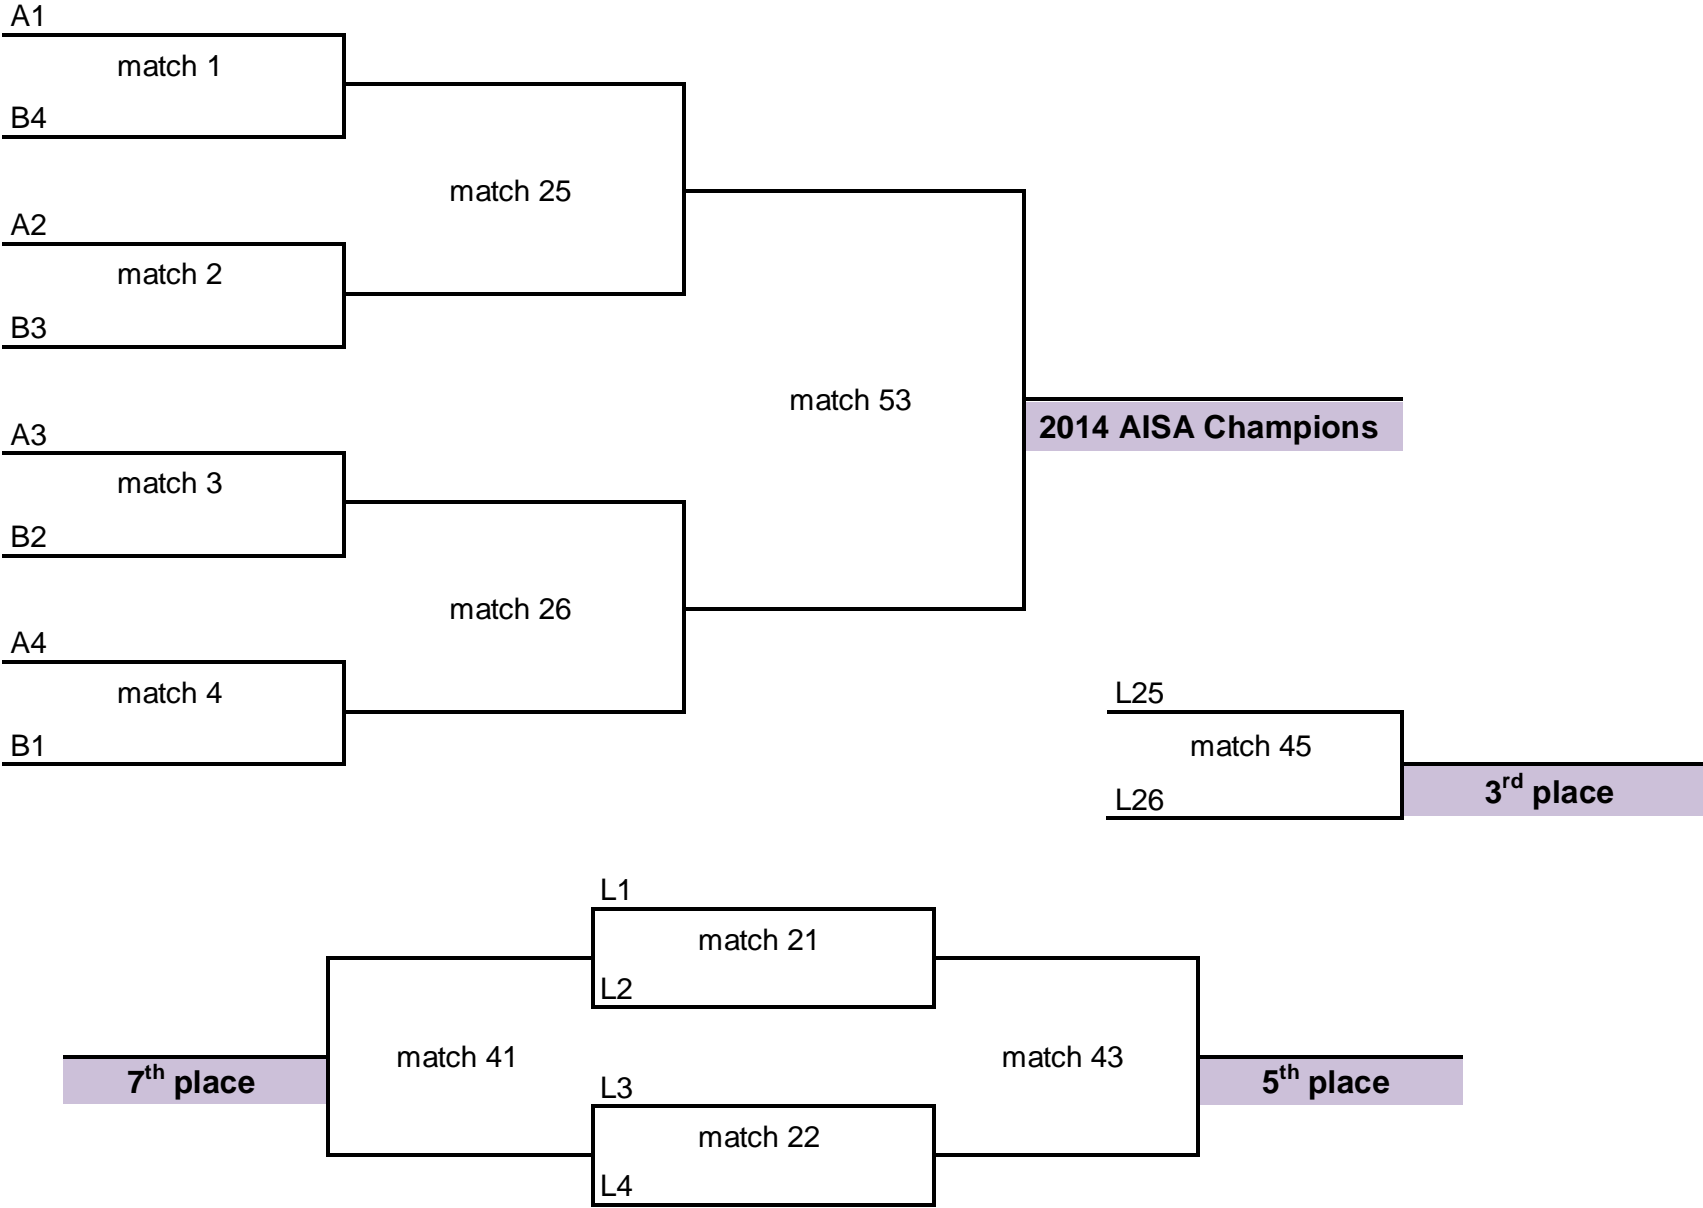 A1
match 1
B4
match 25
A2
match 2
B3
match 53
2014 AISA Champions
A3
match 3
B2
match 26
A4
match 4
B1
L25
match 45
L26
3rd place
L1
match 21
L2
match 41
match 43
7th place
5th place
L3
match 22
L4